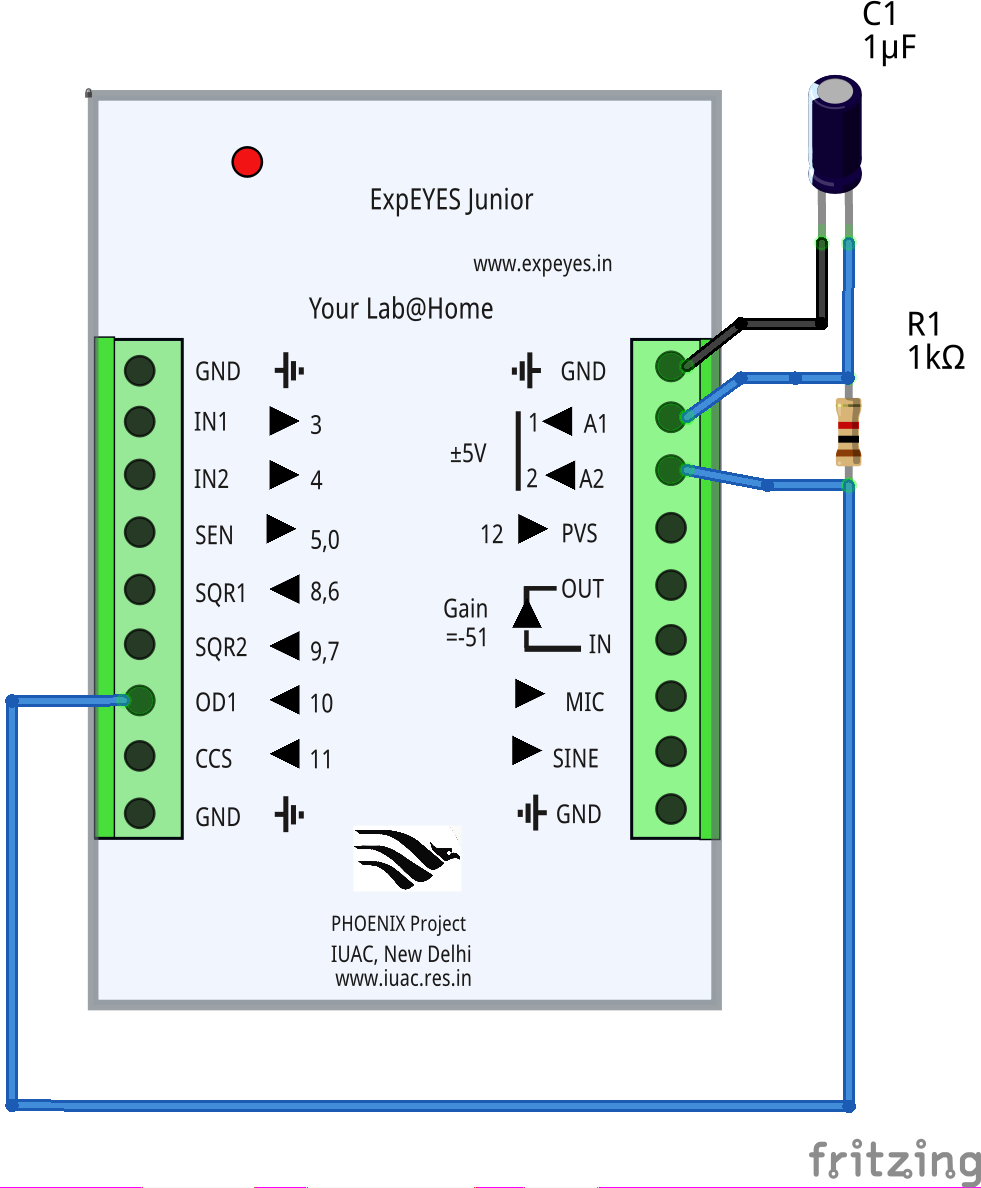 C1
1µF
ExpEYES Junior
www.expeyes.in
Your Lab@Home
R1
1kΩ
GND
IN1 3
IN2 4
SEN 5,0
SQR1 8,6
SQR2 9,7
OD1 10
CCS 11
GND
GND
1 A1
±5V
2 A2
12 PVS
OUT
Gain
=-51
IN
MIC
SINE
GND
PHOENIX Project
IUAC, New Delhi
www.iuac.res.in
fritzing